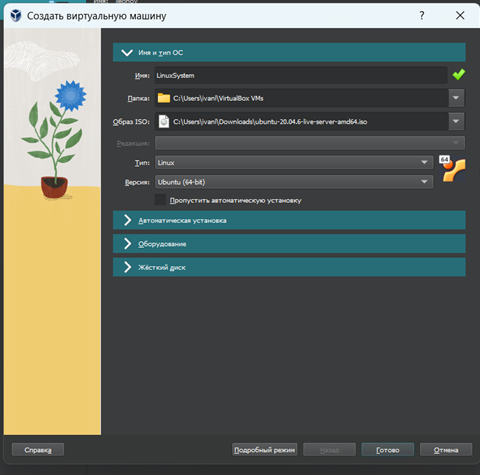 Создать виртуальную машину
Имя и тип ОС
Имя: LinuxSystem
Папка: C:\Users\ivanl\VirtualBox VMs
Образ ISO: C:\Users\ivanl\Downloads\ubuntu-20.04.6-live-server-amd64.iso
Редакция:
Тип: Linux
64
Версия: Ubuntu (64-bit)
Пропустить автоматическую установку
Автоматическая установка
Оборудование
Жёсткий диск
Справка Подробный режим Назад Готово Отмена